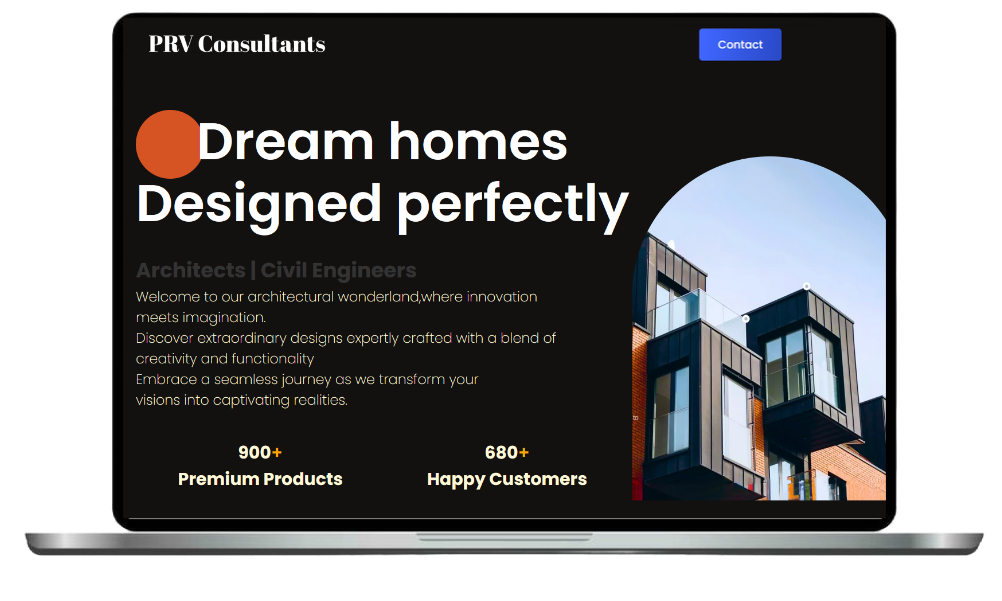 PRV Consultants
Contact
Dream homes
Designed perfectly
Architects | Civil Engineers
Welcome to our architectural wonderland,where innovation
meets imagination.
Discover extraordinary designs expertly crafted with a blend of
creativity and functionality
Embrace a seamless journey as we transform your
visions into captivating realities.
900+
Premium Products
680+
Happy Customers